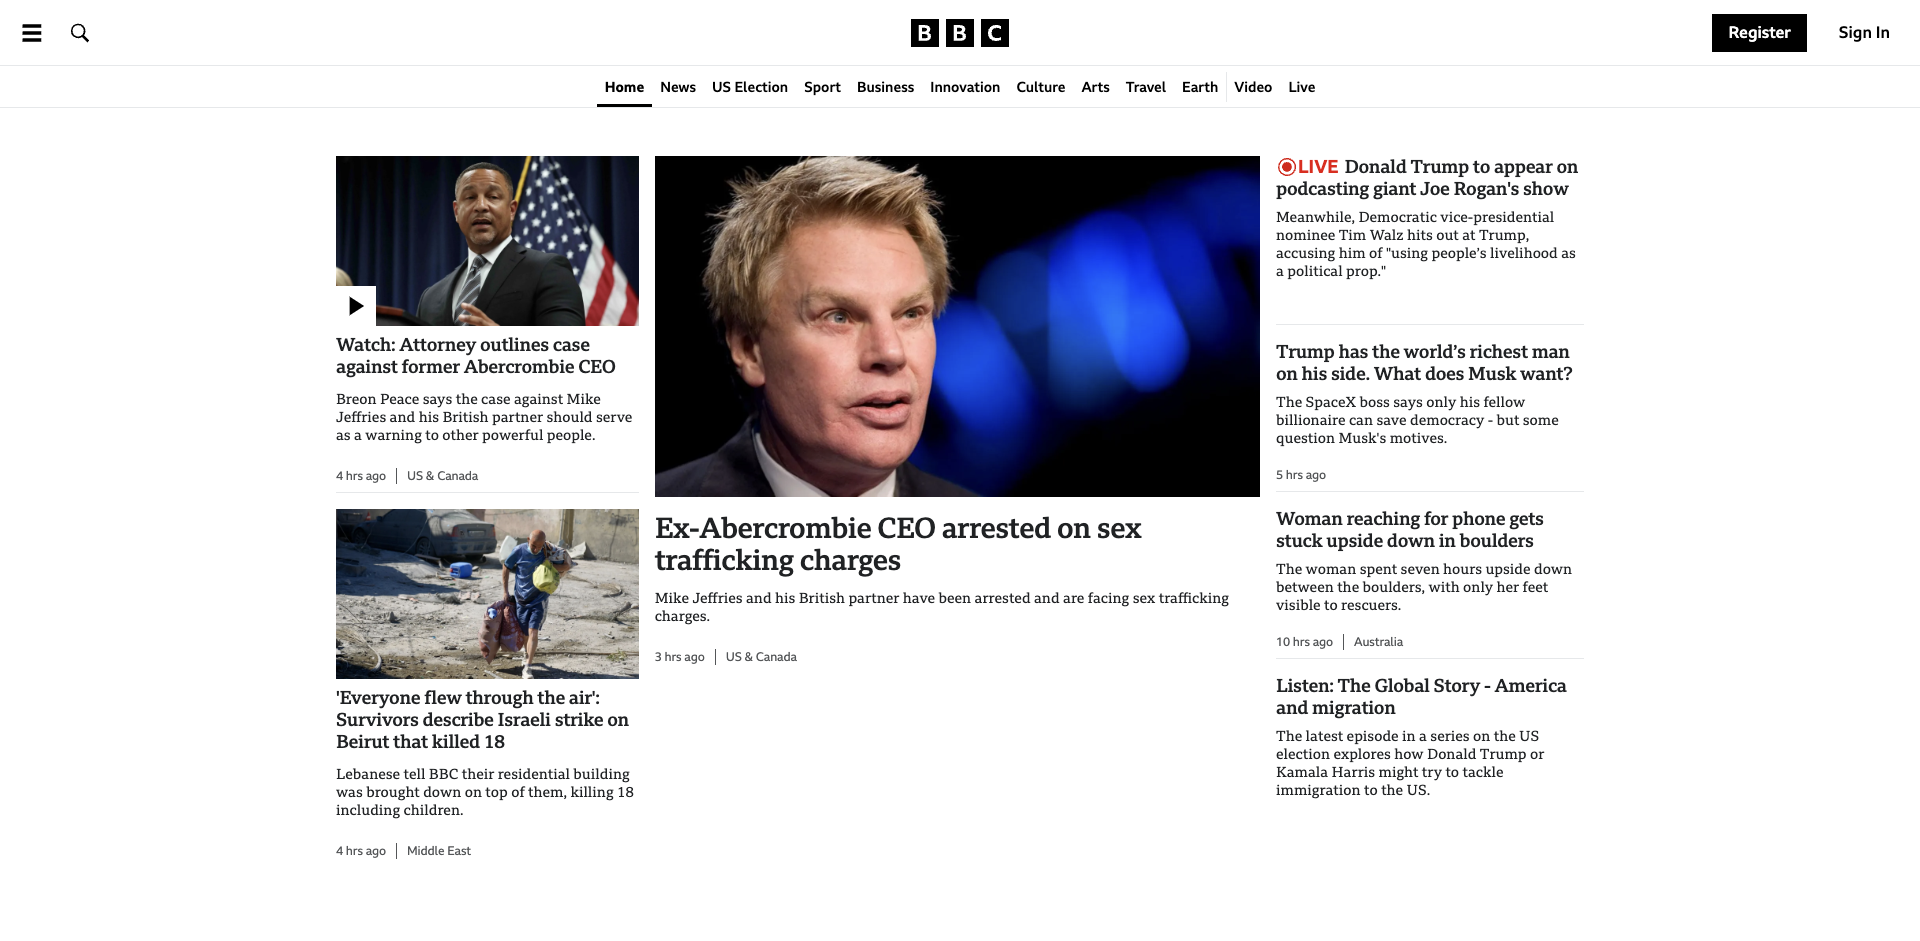 BBC
Register
Sign In
Home
News
US Election
Sport
Business
Innovation
Culture
Arts
Travel
Earth
Video
Live
Watch: Attorney outlines case
against former Abercrombie CEO
Breon Peace says the case against Mike
Jeffries and his British partner should serve
as a warning to other powerful people.
4 hrs ago
US & Canada
'Everyone flew through the air':
Survivors describe Israeli strike on
Beirut that killed 18
Lebanese tell BBC their residential building
was brought down on top of them, killing 18
including children.
4 hrs ago
Middle East
Ex-Abercrombie CEO arrested on sex
trafficking charges
Mike Jeffries and his British partner have been arrested and are facing sex trafficking
charges.
3 hrs ago
US & Canada
LIVE Donald Trump to appear on
podcasting giant Joe Rogan's show
Meanwhile, Democratic vice-presidential
nominee Tim Walz hits out at Trump,
accusing him of "using people’s livelihood as
a political prop."
Trump has the world’s richest man
on his side. What does Musk want?
The SpaceX boss says only his fellow
billionaire can save democracy - but some
question Musk's motives.
5 hrs ago
Woman reaching for phone gets
stuck upside down in boulders
The woman spent seven hours upside down
between the boulders, with only her feet
visible to rescuers.
10 hrs ago
Australia
Listen: The Global Story - America
and migration
The latest episode in a series on the US
election explores how Donald Trump or
Kamala Harris might try to tackle
immigration to the US.